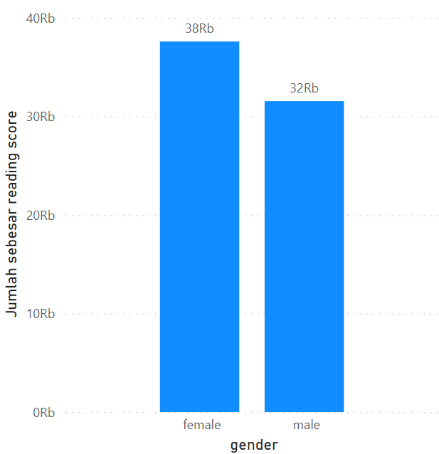 40Rb
38Rb
32Rb
30Rb
20Rb
10Rb
0Rb
Jumlah sebesar reading score
female
male
gender